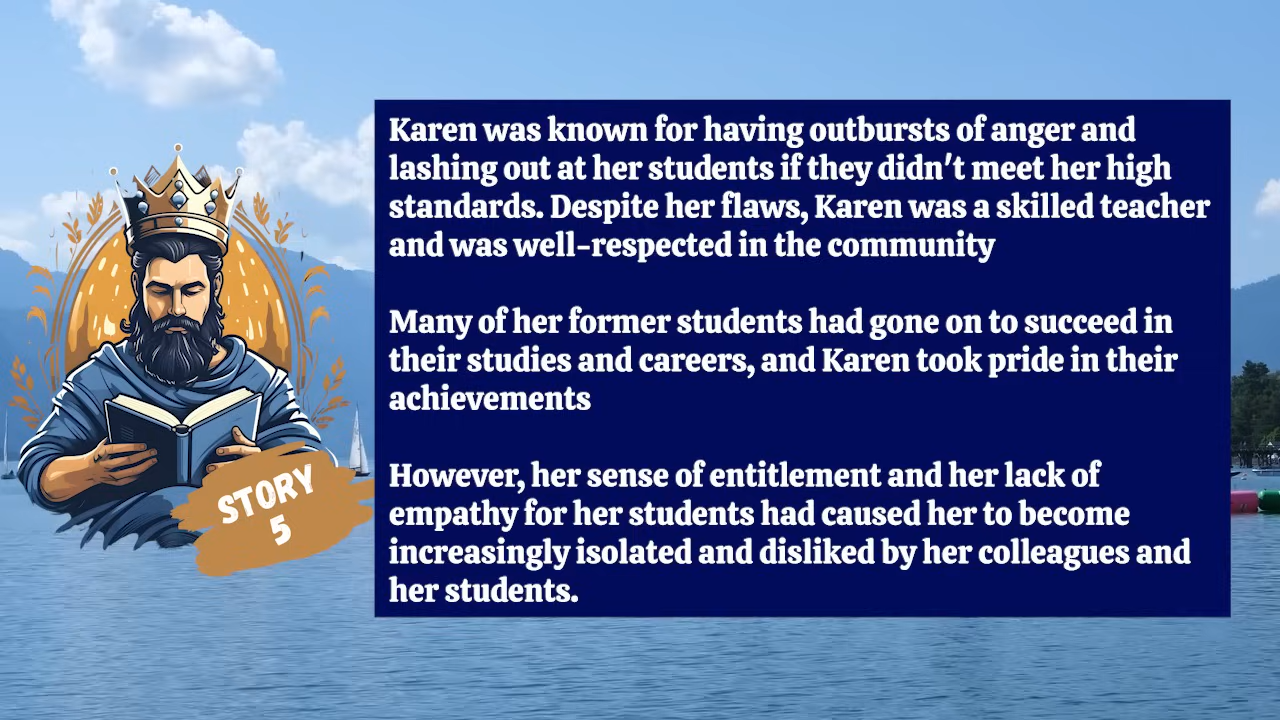 Karen was known for having outbursts of anger and
lashing out at her students if they didn't meet her high
standards. Despite her flaws, Karen was a skilled teacher
and was well-respected in the community
Many of her former students had gone on to succeed in
their studies and careers, and Karen took pride in their
achievements
However, her sense of entitlement and her lack of
empathy for her students had caused her to become
increasingly isolated and disliked by her colleagues and
her students.
STORY
5